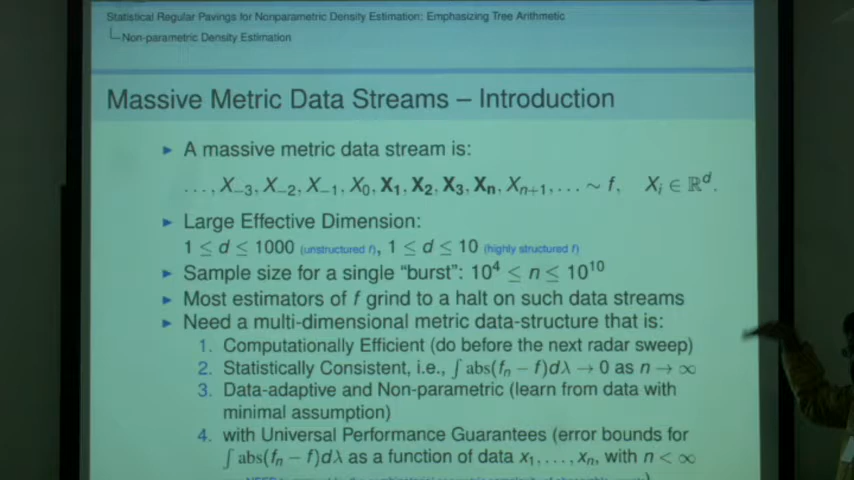 Statistical Regular Pavings for Nonparametric Density Estimation: Emphasizing Tree Arithmetic
Non-parametric Density Estimation
Massive Metric Data Streams – Introduction
► A massive metric data stream is:
..., X₋₃, X₋₂, X₋₁, X₀, X₁, X₂, X₃, Xₙ, Xₙ₊₁, ... ∼ f, Xᵢ ∈ ℝᵈ.
► Large Effective Dimension:
1 ≤ d ≤ 1000 (unstructured f), 1 ≤ d ≤ 10 (highly structured f)
► Sample size for a single “burst”: 10⁴ ≤ n ≤ 10¹⁰
► Most estimators of f grind to a halt on such data streams
► Need a multi-dimensional metric data-structure that is:
1. Computationally Efficient (do before the next radar sweep)
2. Statistically Consistent, i.e., ∫ abs(fₙ − f)dλ → 0 as n → ∞
3. Data-adaptive and Non-parametric (learn from data with
minimal assumption)
4. with Universal Performance Guarantees (error bounds for
∫ abs(fₙ − f)dλ as a function of data x₁, ..., xₙ, with n < ∞